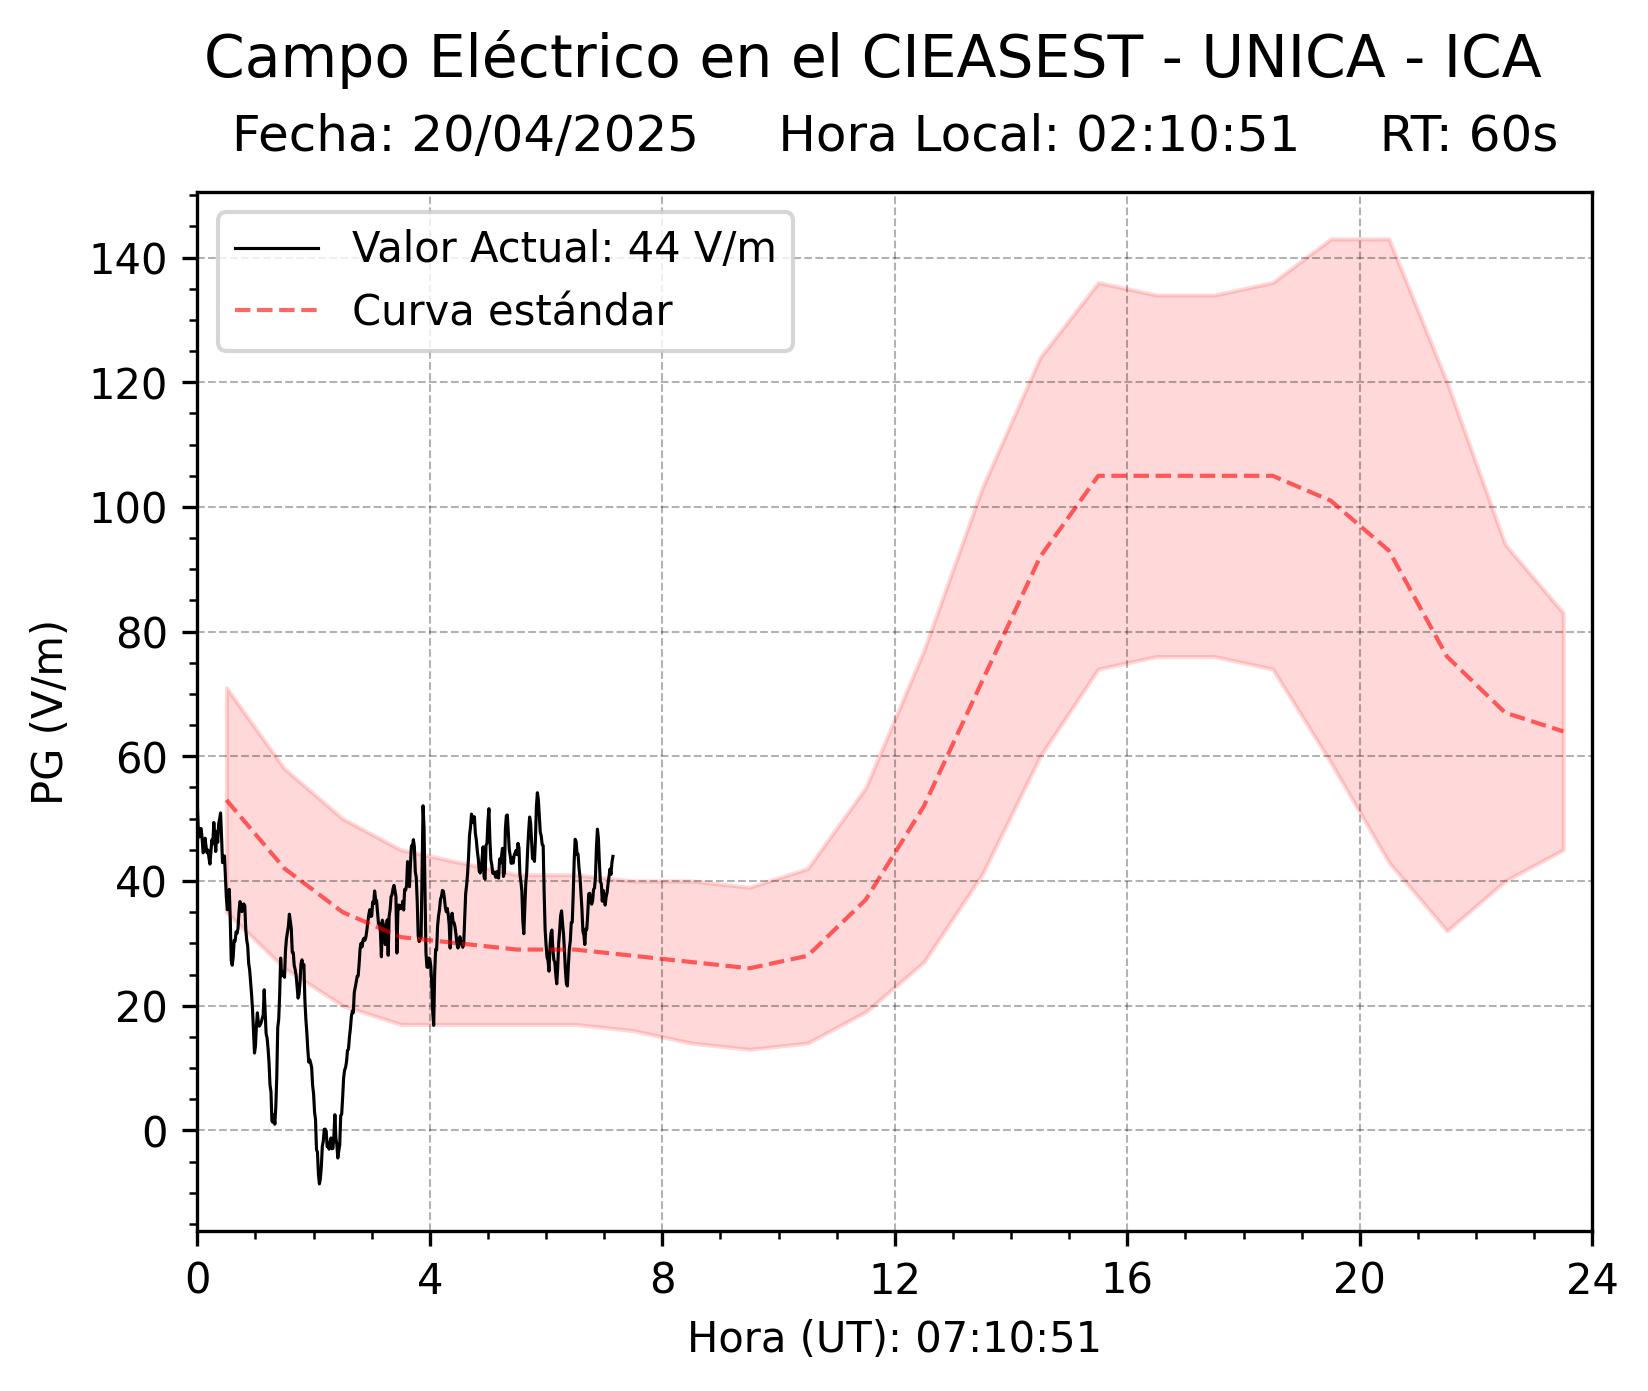 Campo Eléctrico en el CIEASEST - UNICA - ICA
Fecha: 20/04/2025 Hora Local: 02:10:51 RT: 60s
Valor Actual: 44 V/m
Curva estándar
PG (V/m)
140
120
100
80
60
40
20
0
0 4 8 12 16 20 24
Hora (UT): 07:10:51